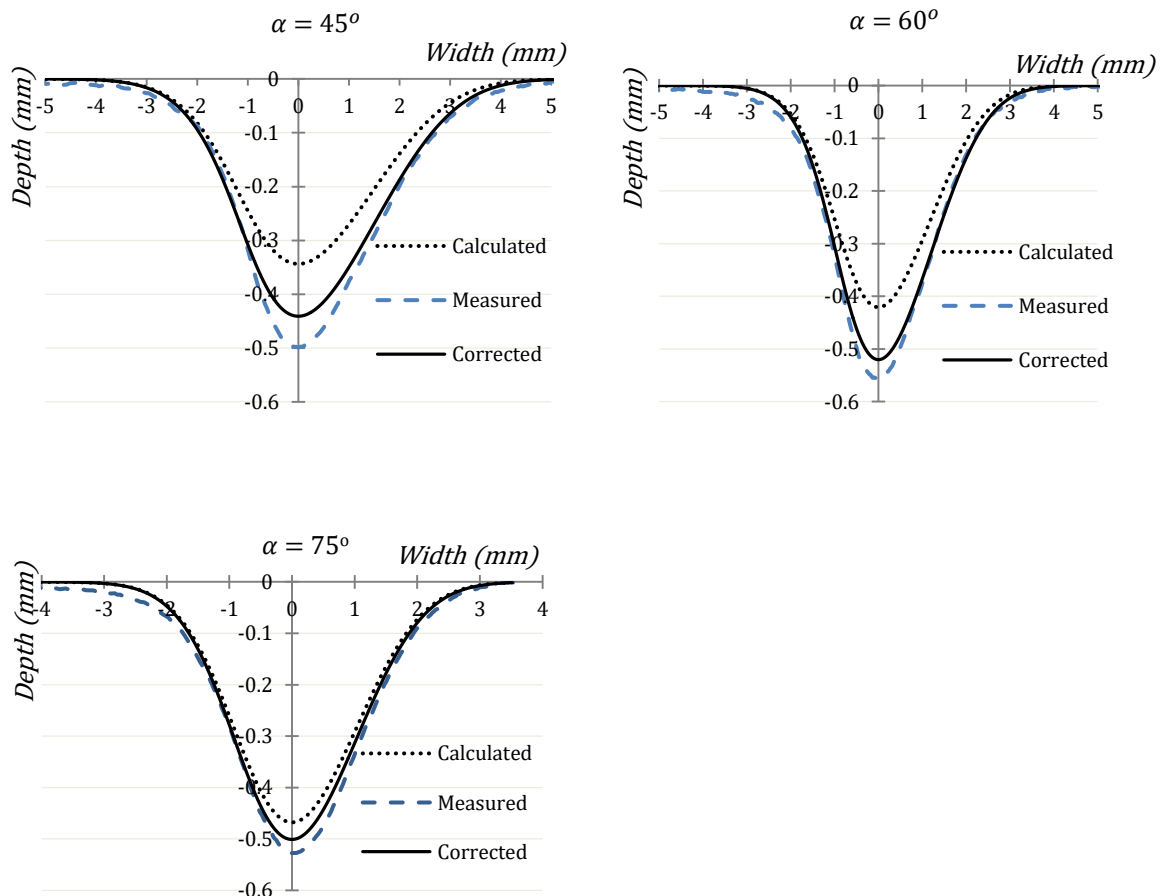 α = 45ᵒ
Width (mm)
Depth (mm)
0
-5 -4 -3 -2 -1 0 1 2 3 4 5
-0.1
-0.2
-0.3
-0.4
-0.5
-0.6
Calculated
Measured
Corrected
α = 60ᵒ
Width (mm)
Depth (mm)
0
-5 -4 -3 -2 -1 0 1 2 3 4 5
-0.1
-0.2
-0.3
-0.4
-0.5
-0.6
Calculated
Measured
Corrected
α = 75ᵒ
Width (mm)
Depth (mm)
0
-4 -3 -2 -1 0 1 2 3 4
-0.1
-0.2
-0.3
-0.4
-0.5
-0.6
Calculated
Measured
Corrected